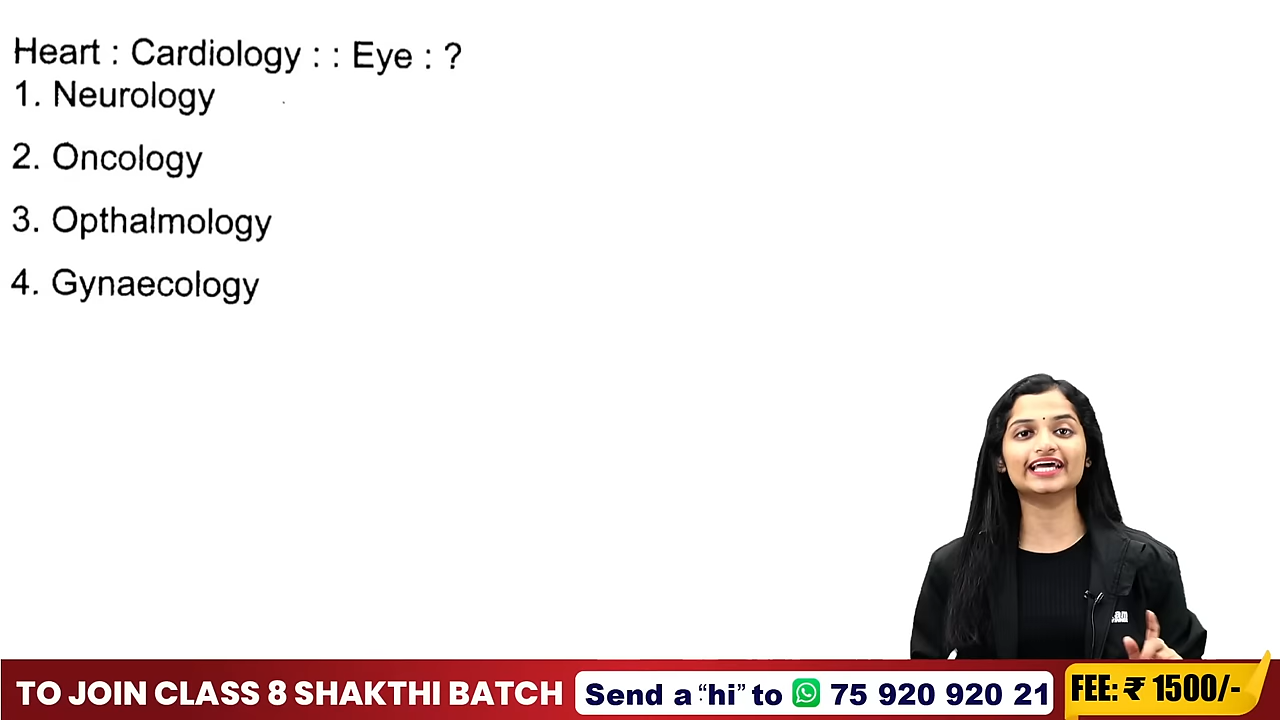 Heart : Cardiology : : Eye : ?
1. Neurology
2. Oncology
3. Opthalmology
4. Gynaecology
TO JOIN CLASS 8 SHAKTHI BATCH
Send a “hi” to 75 920 920 21
FEE: ₹ 1500/-